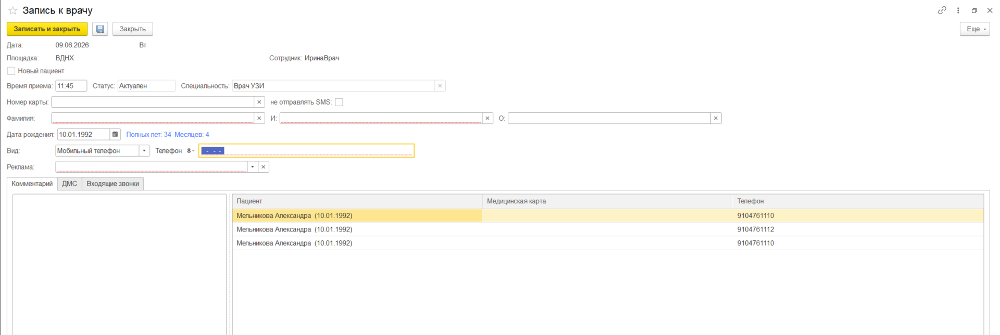 Запись к врачу
Записать и закрыть Закрыть Еще
Дата: 09.06.2026 Вт
Площадка: ВДНХ Сотрудник: ИринаВрач
Новый пациент
Время приема: 11:45 Статус: Актуален Специальность: Врач УЗИ
Номер карты: не отправлять SMS:
Фамилия: И: О:
Дата рождения: 10.01.1992 Полных лет: 34 Месяцев: 4
Вид: Мобильный телефон Телефон 8 - - - -
Реклама:
Комментарий ДМС Входящие звонки
Пациент Медицинская карта Телефон
Мельникова Александра (10.01.1992) 9104761110
Мельникова Александра (10.01.1992) 9104761112
Мельникова Александра (10.01.1992) 9104761110